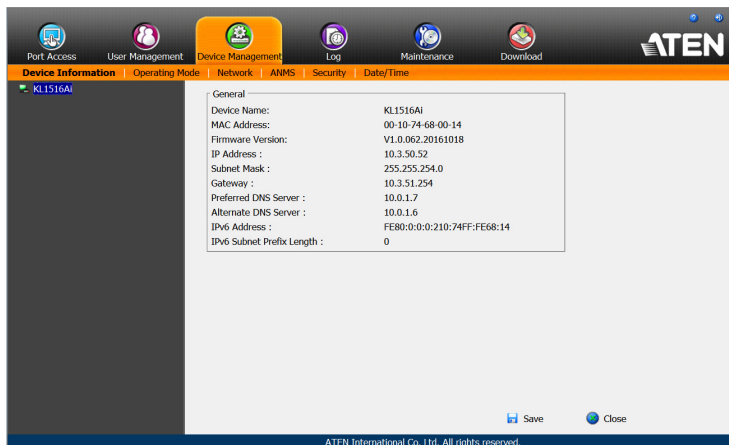 Port Access User Management Device Management Log Maintenance Download ATEN
Device Information Operating Mode Network ANMS Security Date/Time
KL1516Ai
General
Device Name: KL1516Ai
MAC Address: 00-10-74-68-00-14
Firmware Version: V1.0.062.20161018
IP Address : 10.3.50.52
Subnet Mask : 255.255.254.0
Gateway : 10.3.51.254
Preferred DNS Server : 10.0.1.7
Alternate DNS Server : 10.0.1.6
IPv6 Address : FE80:0:0:0:210:74FF:FE68:14
IPv6 Subnet Prefix Length : 0
Save Close
ATEN International Co. Ltd. All rights reserved.